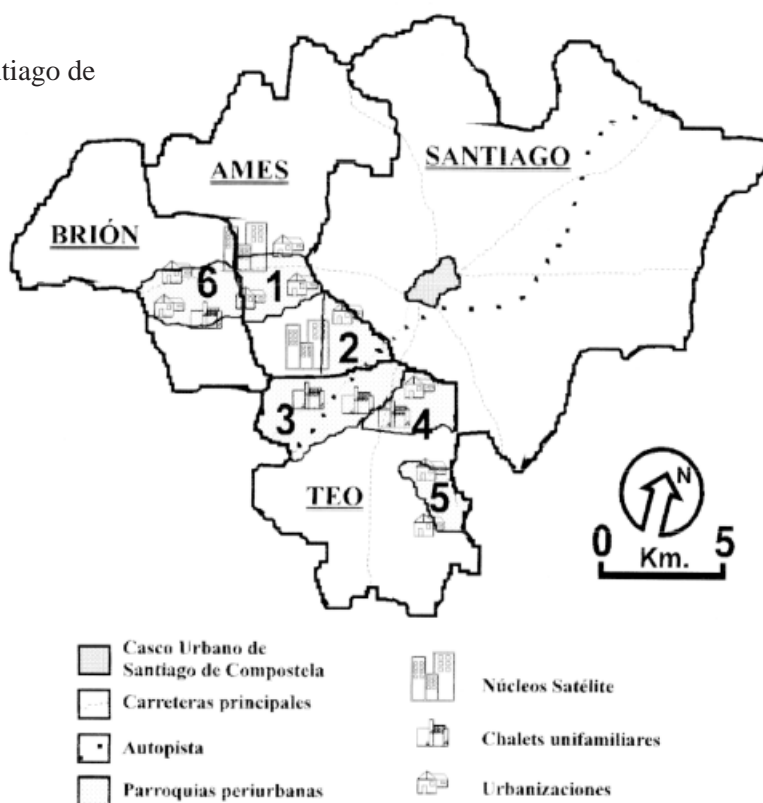 tiago de
SANTIAGO
AMES
BRIÓN
6
1
2
3
4
5
TEO
N
0 5
Km.
Casco Urbano de
Santiago de Compostela
Carreteras principales
Autopista
Parroquias periurbanas
Núcleos Satélite
Chalets unifamiliares
Urbanizaciones